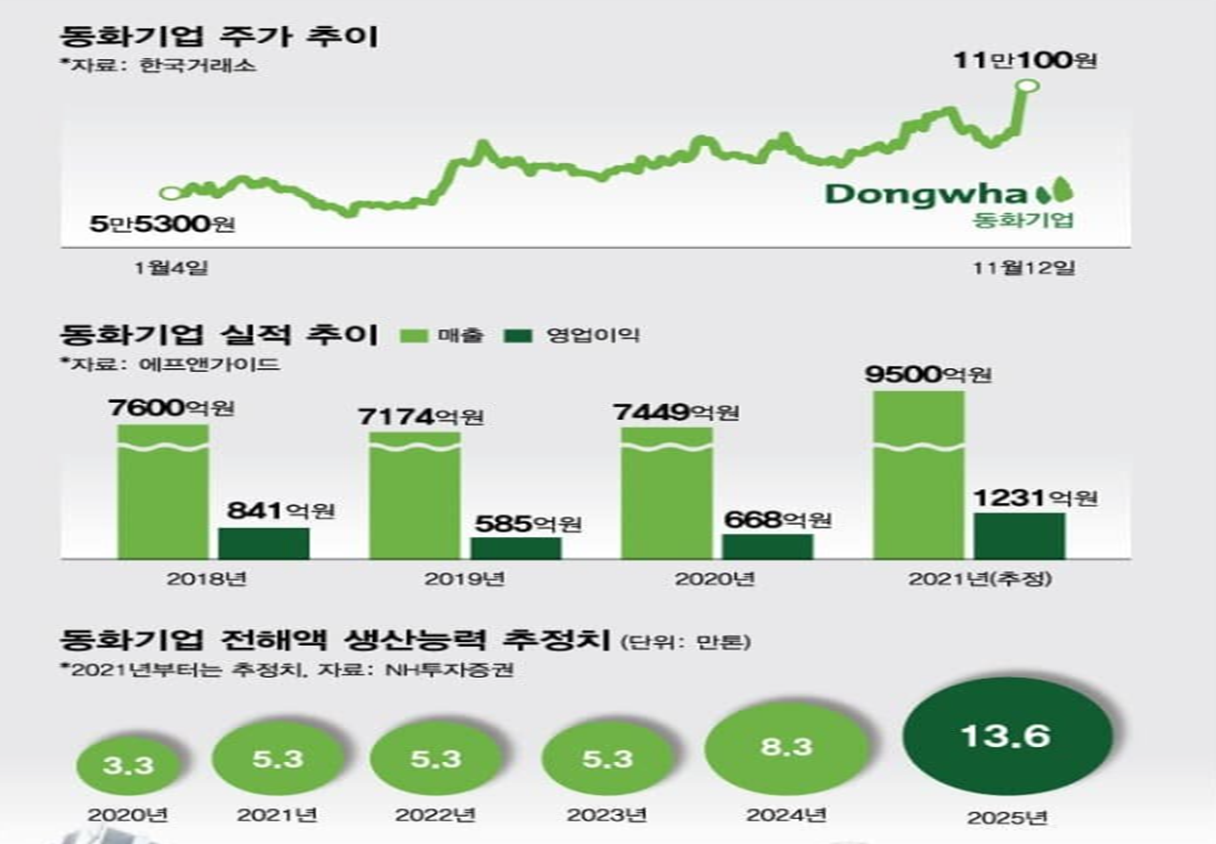 동화기업 주가 추이
*자료: 한국거래소
11만100원
5만5300원
Dongwha
동화기업
1월4일 11월12일
동화기업 실적 추이 매출 영업이익
*자료: 에프앤가이드
7600억원 7174억원 7449억원 9500억원
841억원 585억원 668억원 1231억원
2018년 2019년 2020년 2021년(추정)
동화기업 전해액 생산능력 추정치 (단위: 만톤)
*2021년부터는 추정치, 자료: NH투자증권
3.3 5.3 5.3 5.3 8.3 13.6
2020년 2021년 2022년 2023년 2024년 2025년